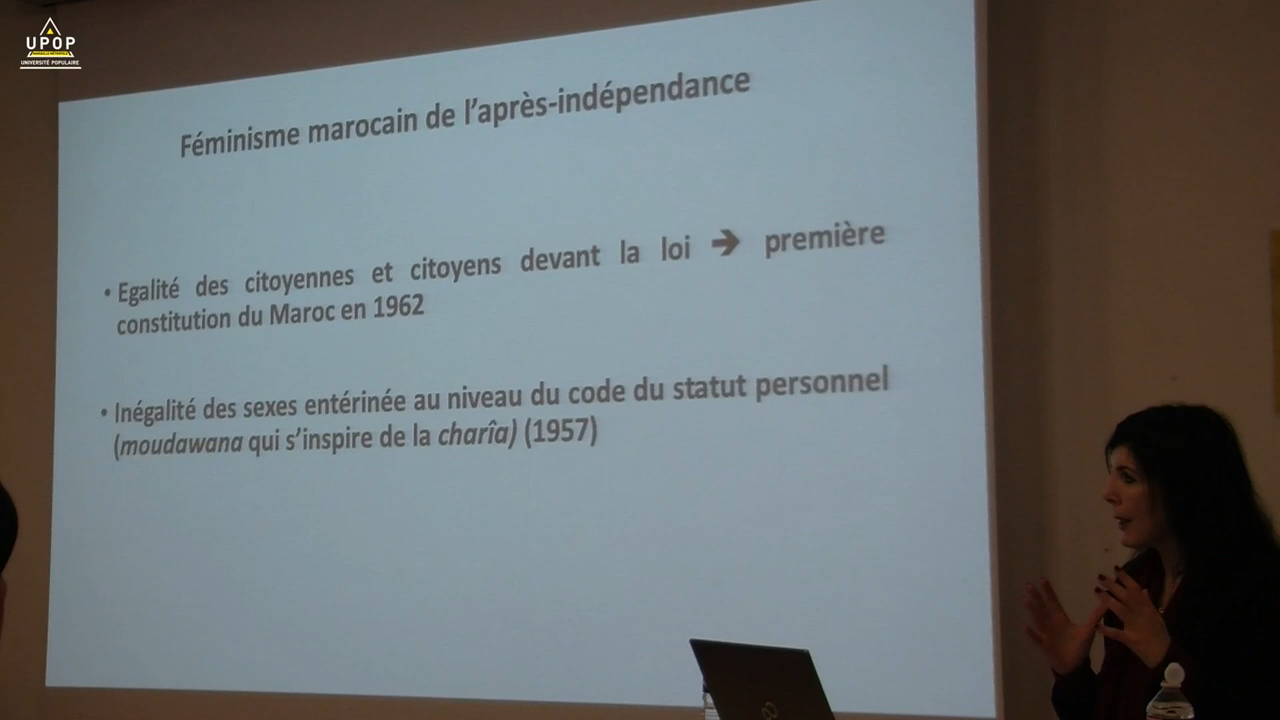 UPOP
UNIVERSITÉ POPULAIRE
Féminisme marocain de l'après-indépendance
• Egalité des citoyennes et citoyens devant la loi ➔ première
constitution du Maroc en 1962
• Inégalité des sexes entérinée au niveau du code du statut personnel
(moudawana qui s'inspire de la charîa) (1957)